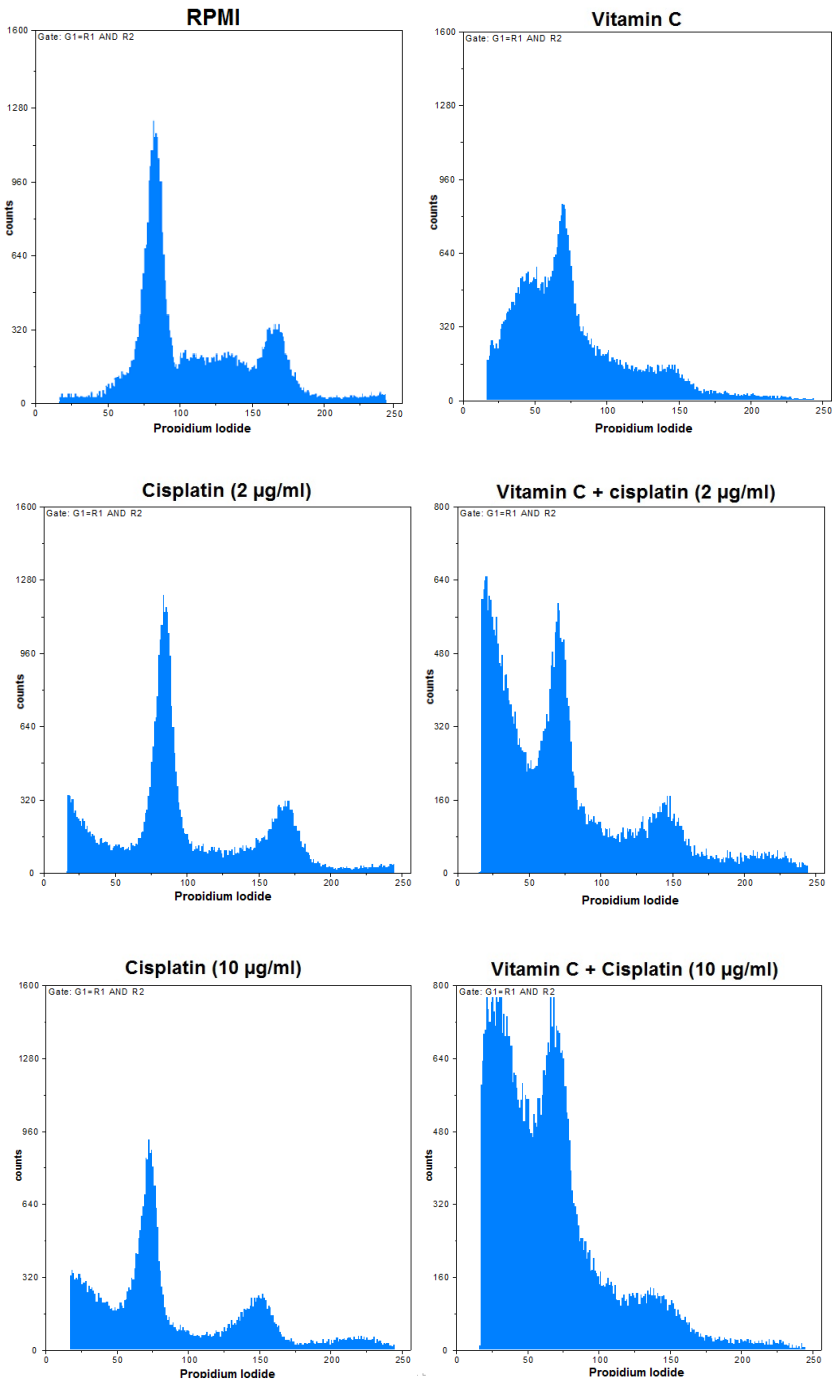 RPMI
1600
Gate: G1=R1 AND R2
1280
960
640
320
0
counts
0 50 100 150 200 250
Propidium Iodide
Vitamin C
1600
Gate: G1=R1 AND R2
1280
960
640
320
0
counts
0 50 100 150 200 250
Propidium Iodide
Cisplatin (2 µg/ml)
1600
Gate: G1=R1 AND R2
1280
960
640
320
0
counts
0 50 100 150 200 250
Propidium Iodide
Vitamin C + cisplatin (2 µg/ml)
800
Gate: G1=R1 AND R2
640
480
320
160
0
counts
0 50 100 150 200 250
Propidium Iodide
Cisplatin (10 µg/ml)
1600
Gate: G1=R1 AND R2
1280
960
640
320
0
counts
0 50 100 150 200 250
Propidium Iodide
Vitamin C + Cisplatin (10 µg/ml)
800
Gate: G1=R1 AND R2
640
480
320
160
0
counts
0 50 100 150 200 250
Propidium Iodide